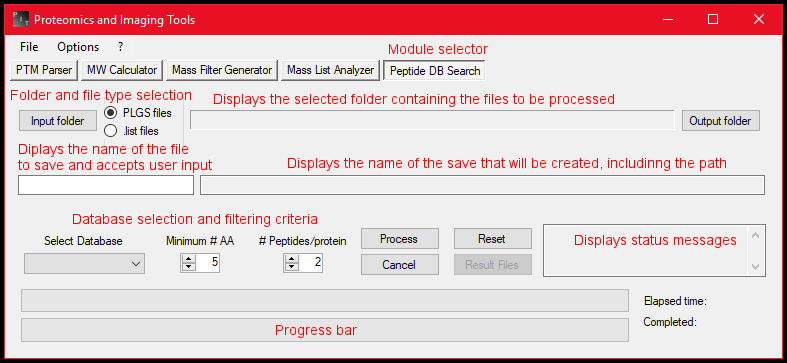 Proteomics and Imaging Tools
File Options ?
Module selector
PTM Parser MW Calculator Mass Filter Generator Mass List Analyzer Peptide DB Search
Folder and file type selection
Displays the selected folder containing the files to be processed
Input folder
PLGS files
.list files
Output folder
Diplays the name of the file
to save and accepts user input
Displays the name of the save that will be created, includinng the path
Database selection and filtering criteria
Select Database Minimum # AA # Peptides/protein
5 2
Process Reset
Cancel Result Files
Displays status messages
Elapsed time:
Completed:
Progress bar